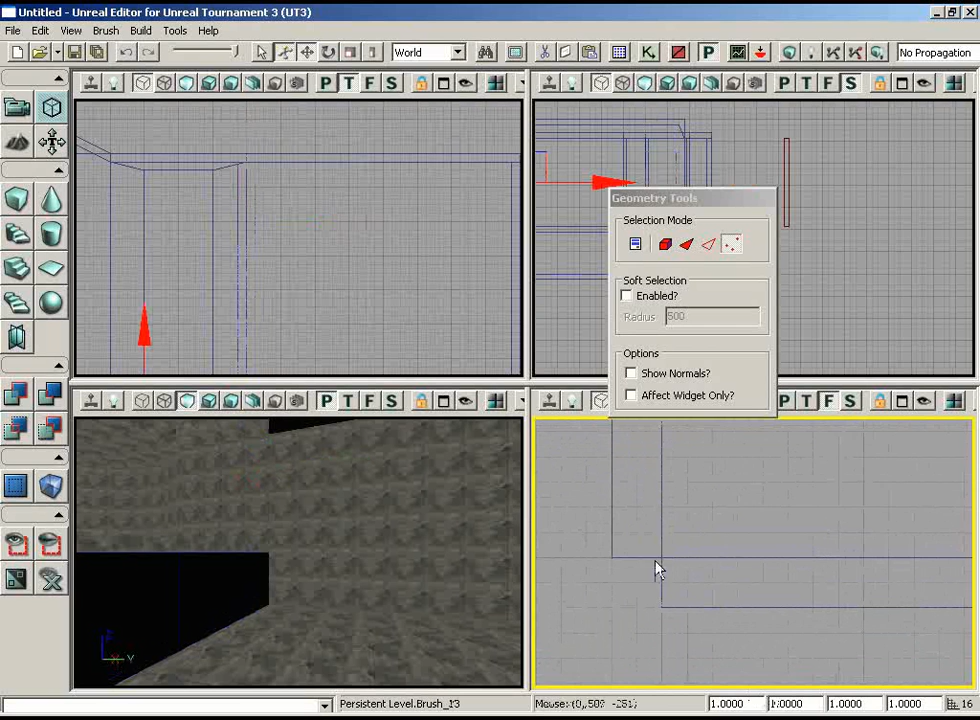 Untitled - Unreal Editor for Unreal Tournament 3 (UT3)
File Edit View Brush Build Tools Help
World
P
No Propagation
P T F S
P T F S
Geometry Tools
Selection Mode
Soft Selection
Enabled?
Radius 500
Options
Show Normals?
Affect Widget Only?
P T F S
P T F S
Y
Persistent Level.Brush_13
1.0000 1.0000 1.0000 1.0000 16